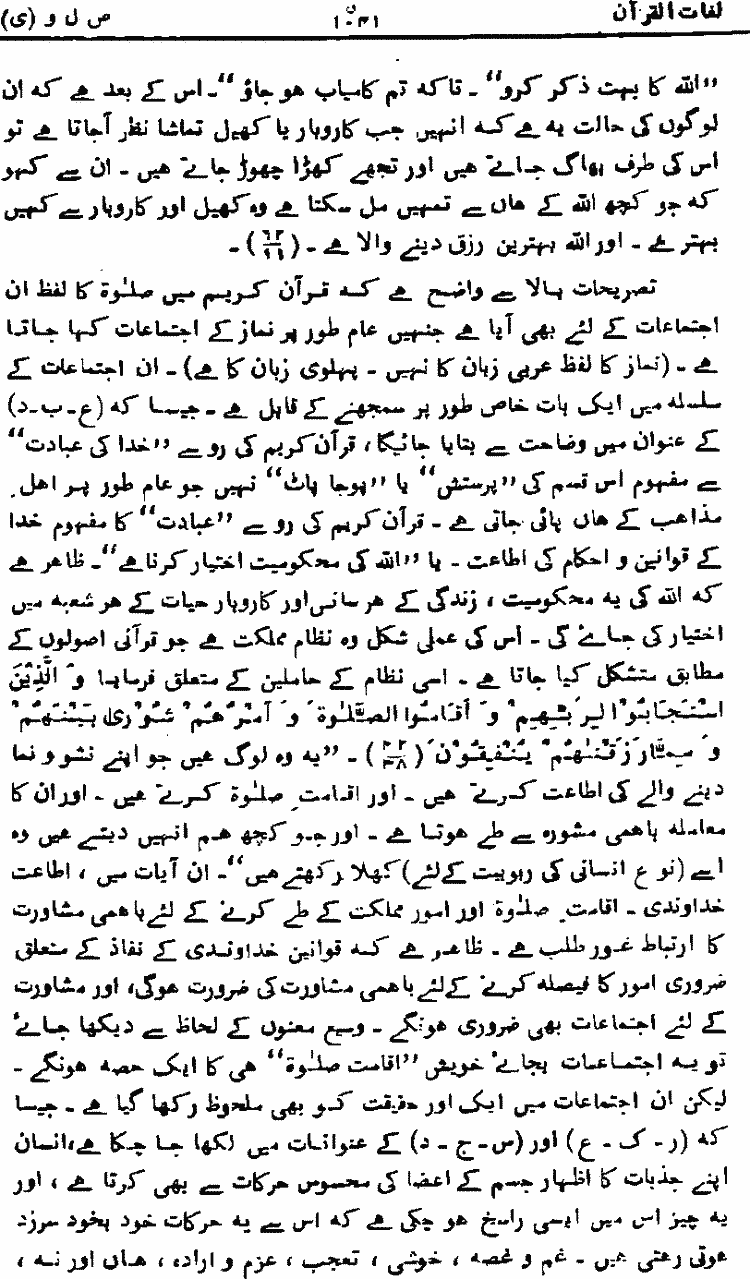 لغات القرآن ۱۰۴۱ ص ل و (ی)
”اللہ کا بہت ذکر کرو“ ۔ تاکہ تم کامیاب ہو جاؤ“۔ اس کے بعد ہے کہ ان
لوگوں کی حالت یہ ہے کہ انہیں جب کاروبار یا کھیل تماشا نظر آجاتا ہے تو
اس کی طرف بھاگ جاتے ہیں اور تجھے کھڑا چھوڑ جاتے ہیں ۔ ان سے کہو
کہ جو کچھ اللہ کے ہاں سے تمہیں مل سکتا ہے وہ کھیل اور کاروبار سے کہیں
بہتر ہے ۔ اور اللہ بہترین رزق دینے والا ہے ۔ (۶۲/۱۱) ۔
تصریحات بالا سے واضح ہے کہ قرآن کریم میں صلوٰۃ کا لفظ ان
اجتماعات کے لئے بھی آیا ہے جنہیں عام طور پر نماز کے اجتماعات کہا جاتا
ہے ۔ (نماز کا لفظ عربی زبان کا نہیں ۔ پہلوی زبان کا ہے) ۔ ان اجتماعات کے
سلسلہ میں ایک بات خاص طور پر سمجھنے کے قابل ہے ۔ جیسا کہ (ع ۔ ب ۔ د)
کے عنوان میں وضاحت سے بتایا جائیگا، قرآن کریم کی رو سے ”خدا کی عبادت“
سے مفہوم اس قسم کی ”پرستش“ یا ”پوجا پاٹ“ نہیں جو عام طور پر اہل
مذاہب کے ہاں پائی جاتی ہے ۔ قرآن کریم کی رو سے ”عبادت“ کا مفہوم خدا
کے قوانین و احکام کی اطاعت ۔ یا ”اللہ کی محکومیت اختیار کرنا ہے“۔ ظاہر ہے
کہ اللہ کی یہ محکومیت ، زندگی کے ہر سانس اور کاروبار حیات کے ہر شعبہ میں
اختیار کی جائے گی ۔ اس کی عملی شکل وہ نظام مملکت ہے جو قرآنی اصولوں کے
مطابق متشکل کیا جاتا ہے ۔ اسی نظام کے حاملین کے متعلق فرمایا وَ الَّذِیْنَ
اسْتَجَابُوْا لِرَبِّهِمْ وَ اَقَامُوا الصَّلٰوةَ وَ اَمْرُهُمْ شُوْرٰی بَیْنَهُمْ
وَ مِمَّا رَزَقْنٰهُمْ یُنْفِقُوْنَ (۴۲/۳۸) ۔ ”یہ وہ لوگ ہیں جو اپنے نشو و نما
دینے والے کی اطاعت کرتے ہیں ۔ اور اقامتِ صلوٰۃ کرتے ہیں ۔ اور ان کا
معاملہ باہمی مشورہ سے طے ہوتا ہے ۔ اور جو کچھ ہم انہیں دیتے ہیں وہ
اسے (نوع انسانی کی ربوبیت کے لئے) کھلا رکھتے ہیں“۔ ان آیات میں ، اطاعت
خداوندی ۔ اقامتِ صلوٰۃ اور امور مملکت کے طے کرنے کے لئے باہمی مشاورت
کا ارتباط غور طلب ہے ۔ ظاہر ہے کہ قوانین خداوندی کے نفاذ کے متعلق
ضروری امور کا فیصلہ کرنے کے لئے باہمی مشاورت کی ضرورت ہوگی، اور مشاورت
کے لئے اجتماعات بھی ضروری ہونگے ۔ وسیع معنوں کے لحاظ سے دیکھا جائے
تو یہ اجتماعات بجائے خویش ”اقامت صلوٰۃ“ ہی کا ایک حصہ ہونگے ۔
لیکن ان اجتماعات میں ایک اور حقیقت کو بھی ملحوظ رکھا گیا ہے ۔ جیسا
کہ (ر ۔ ک ۔ ع) اور (س ۔ ج ۔ د) کے عنوانات میں لکھا جا چکا ہے، انسان
اپنے جذبات کا اظہار جسم کے اعضا کی محسوس حرکات سے بھی کرتا ہے ، اور
یہ چیز اس میں ایسی راسخ ہو چکی ہے کہ اس سے یہ حرکات خود بخود سرزد
ہوتی رہتی ہیں ۔ غم و غصہ ، خوشی ، تعجب ، عزم و ارادہ ، ہاں اور نہ ،